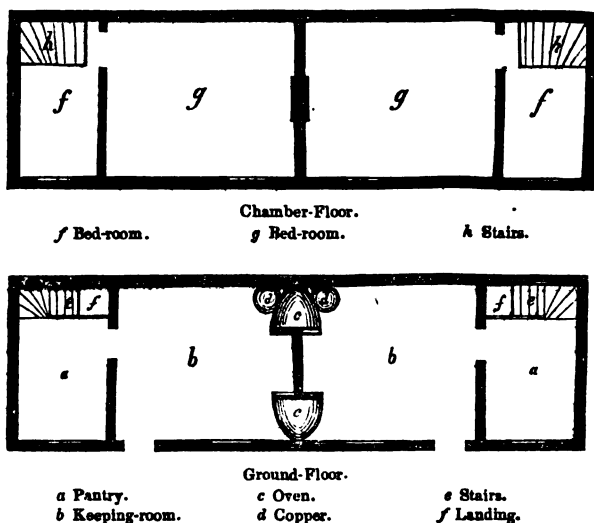 h h
f g g f
Chamber-Floor.
f Bed-room. g Bed-room. h Stairs.
e f d c d f e
b b
a a
c
Ground-Floor.
a Pantry. c Oven. e Stairs.
b Keeping-room. d Copper. f Landing.